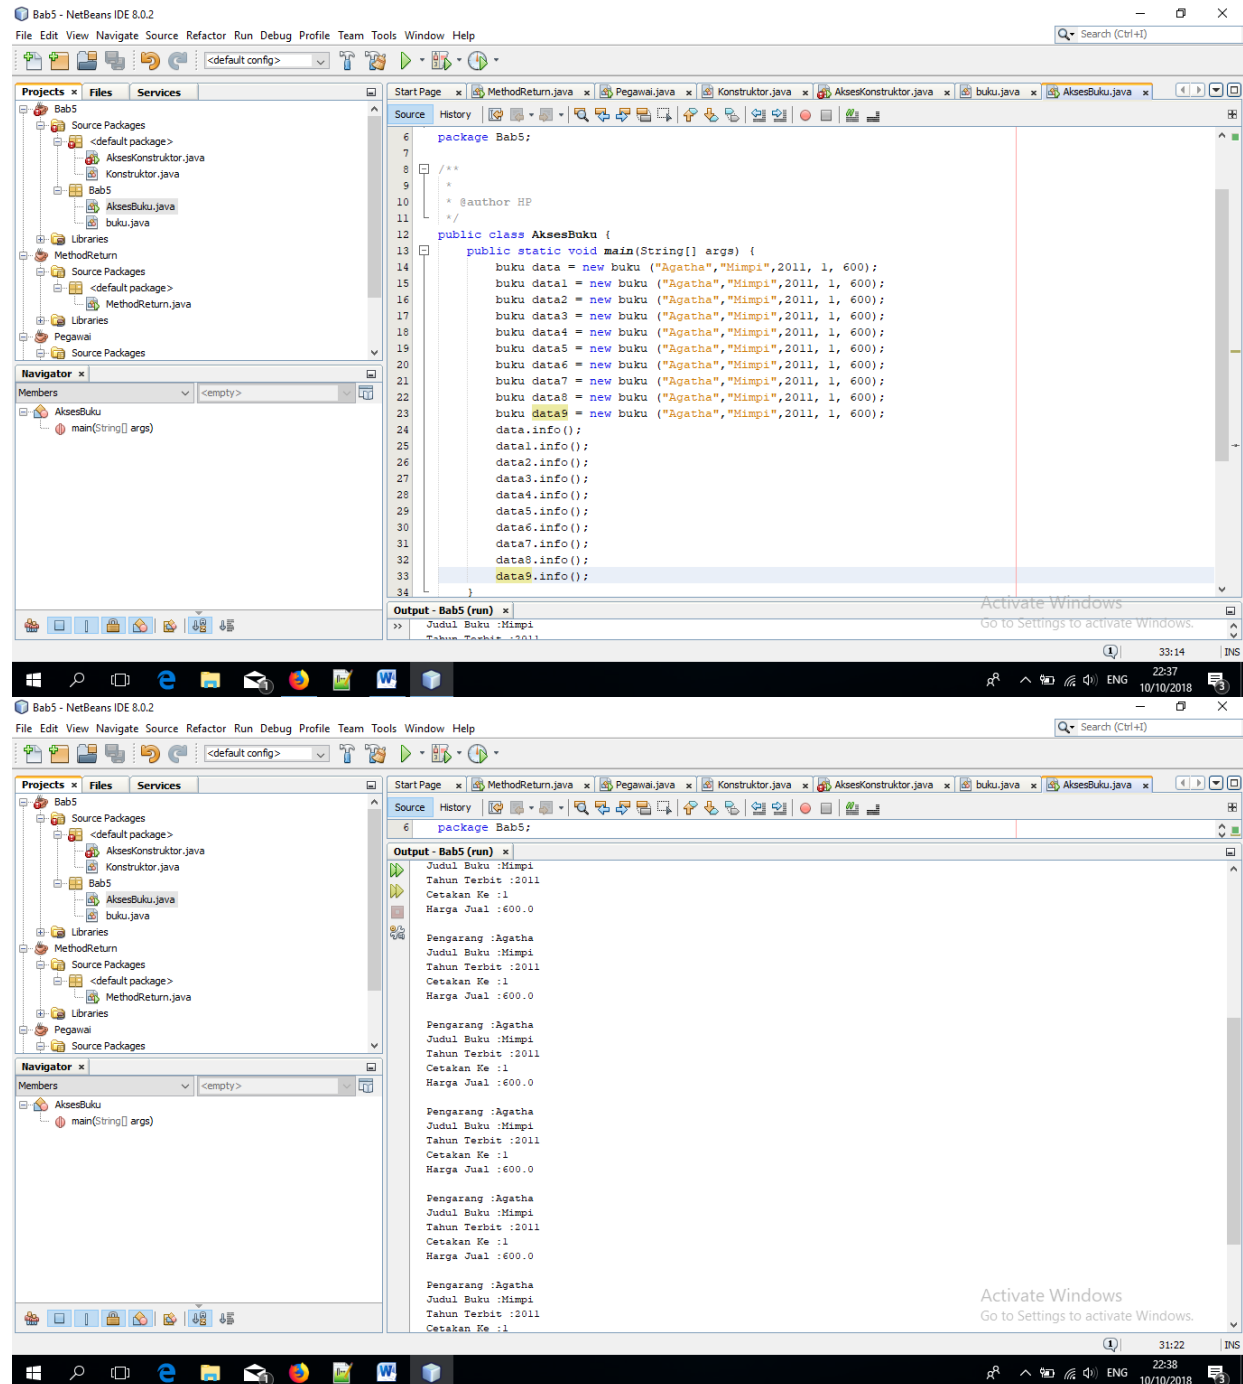 Bab5 - NetBeans IDE 8.0.2
File Edit View Navigate Source Refactor Run Debug Profile Team Tools Window Help
Search (Ctrl+I)
<default config>
Projects Files Services
Start Page MethodReturn.java Pegawai.java Konstruktor.java AksesKonstruktor.java buku.java AksesBuku.java
Source History
Bab5
Source Packages
<default package>
AksesKonstruktor.java
Konstruktor.java
Bab5
AksesBuku.java
buku.java
Libraries
MethodReturn
Source Packages
<default package>
MethodReturn.java
Libraries
Pegawai
Source Packages
Navigator
Members <empty>
AksesBuku
main(String[] args)
6 package Bab5;
7
8 /**
9 *
10 * @author HP
11 */
12 public class AksesBuku {
13 public static void main(String[] args) {
14 buku data = new buku ("Agatha","Mimpi",2011, 1, 600);
15 buku data1 = new buku ("Agatha","Mimpi",2011, 1, 600);
16 buku data2 = new buku ("Agatha","Mimpi",2011, 1, 600);
17 buku data3 = new buku ("Agatha","Mimpi",2011, 1, 600);
18 buku data4 = new buku ("Agatha","Mimpi",2011, 1, 600);
19 buku data5 = new buku ("Agatha","Mimpi",2011, 1, 600);
20 buku data6 = new buku ("Agatha","Mimpi",2011, 1, 600);
21 buku data7 = new buku ("Agatha","Mimpi",2011, 1, 600);
22 buku data8 = new buku ("Agatha","Mimpi",2011, 1, 600);
23 buku data9 = new buku ("Agatha","Mimpi",2011, 1, 600);
24 data.info();
25 data1.info();
26 data2.info();
27 data3.info();
28 data4.info();
29 data5.info();
30 data6.info();
31 data7.info();
32 data8.info();
33 data9.info();
34 }
Output - Bab5 (run)
Judul Buku :Mimpi
Tahun Terbit :2011
Activate Windows
Go to Settings to activate Windows.
1 33:14 INS
ENG 22:37
10/10/2018
3
Bab5 - NetBeans IDE 8.0.2
File Edit View Navigate Source Refactor Run Debug Profile Team Tools Window Help
Search (Ctrl+I)
<default config>
Projects Files Services
Start Page MethodReturn.java Pegawai.java Konstruktor.java AksesKonstruktor.java buku.java AksesBuku.java
Source History
Bab5
Source Packages
<default package>
AksesKonstruktor.java
Konstruktor.java
Bab5
AksesBuku.java
buku.java
Libraries
MethodReturn
Source Packages
<default package>
MethodReturn.java
Libraries
Pegawai
Source Packages
Navigator
Members <empty>
AksesBuku
main(String[] args)
6 package Bab5;
Output - Bab5 (run)
Judul Buku :Mimpi
Tahun Terbit :2011
Cetakan Ke :1
Harga Jual :600.0
Pengarang :Agatha
Judul Buku :Mimpi
Tahun Terbit :2011
Cetakan Ke :1
Harga Jual :600.0
Pengarang :Agatha
Judul Buku :Mimpi
Tahun Terbit :2011
Cetakan Ke :1
Harga Jual :600.0
Pengarang :Agatha
Judul Buku :Mimpi
Tahun Terbit :2011
Cetakan Ke :1
Harga Jual :600.0
Pengarang :Agatha
Judul Buku :Mimpi
Tahun Terbit :2011
Cetakan Ke :1
Harga Jual :600.0
Pengarang :Agatha
Judul Buku :Mimpi
Tahun Terbit :2011
Cetakan Ke :1
Activate Windows
Go to Settings to activate Windows.
1 31:22 INS
ENG 22:38
10/10/2018
3